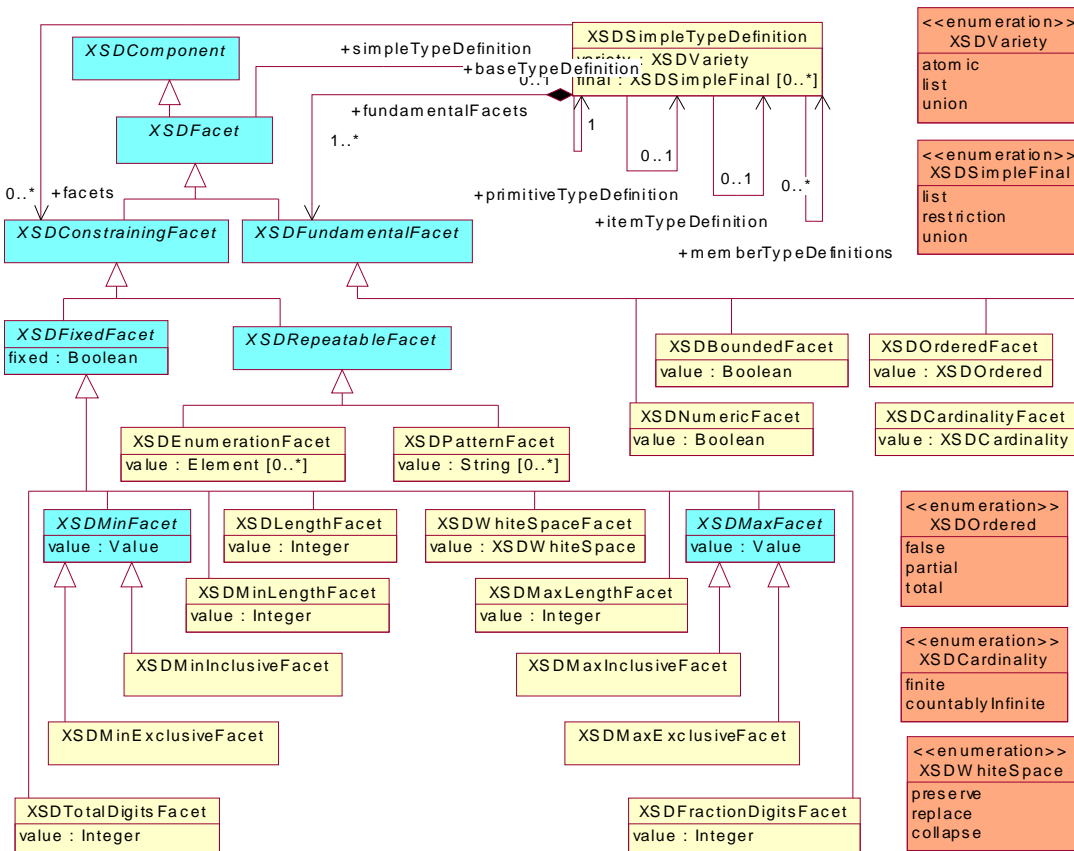 XSDComponent
+simpleTypeDefinition
XSDSimpleTypeDefinition
variety : XSDVariety
+baseTypeDefinition
0..1
final : XSDSimpleFinal [0..*]
<<enumeration>>
XSDVariety
atomic
list
union
XSDFacet
+fundamentalFacets
1..*
1
0..1
0..1
0..*
+primitiveTypeDefinition
+itemTypeDefinition
+memberTypeDefinitions
<<enumeration>>
XSDSimpleFinal
list
restriction
union
0..* +facets
XSDConstrainingFacet
XSDFundamentalFacet
XSDFixedFacet
fixed : Boolean
XSDRepeatableFacet
XSDBoundedFacet
value : Boolean
XSDOrderedFacet
value : XSDOrdered
XSDNumericFacet
value : Boolean
XSDCardinalityFacet
value : XSDCardinality
XSDEnumerationFacet
value : Element [0..*]
XSDPatternFacet
value : String [0..*]
XSDMinFacet
value : Value
XSDLengthFacet
value : Integer
XSDWhiteSpaceFacet
value : XSDWhiteSpace
XSDMaxFacet
value : Value
<<enumeration>>
XSDOrdered
false
partial
total
XSDMinLengthFacet
value : Integer
XSDMaxLengthFacet
value : Integer
XSDMinInclusiveFacet
XSDMaxInclusiveFacet
<<enumeration>>
XSDCardinality
finite
countablyInfinite
XSDMinExclusiveFacet
XSDMaxExclusiveFacet
<<enumeration>>
XSDWhiteSpace
preserve
replace
collapse
XSDTotalDigitsFacet
value : Integer
XSDFractionDigitsFacet
value : Integer